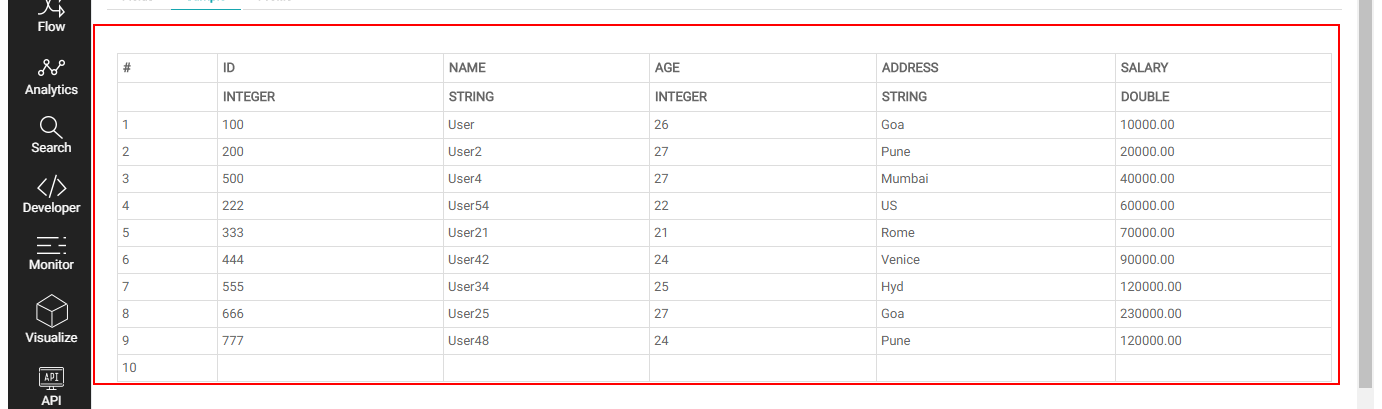 Flow
Analytics
Search
Developer
Monitor
Visualize
API
API
Sample
# ID NAME AGE ADDRESS SALARY
INTEGER STRING INTEGER STRING DOUBLE
1 100 User 26 Goa 10000.00
2 200 User2 27 Pune 20000.00
3 500 User4 27 Mumbai 40000.00
4 222 User54 22 US 60000.00
5 333 User21 21 Rome 70000.00
6 444 User42 24 Venice 90000.00
7 555 User34 25 Hyd 120000.00
8 666 User25 27 Goa 230000.00
9 777 User48 24 Pune 120000.00
10